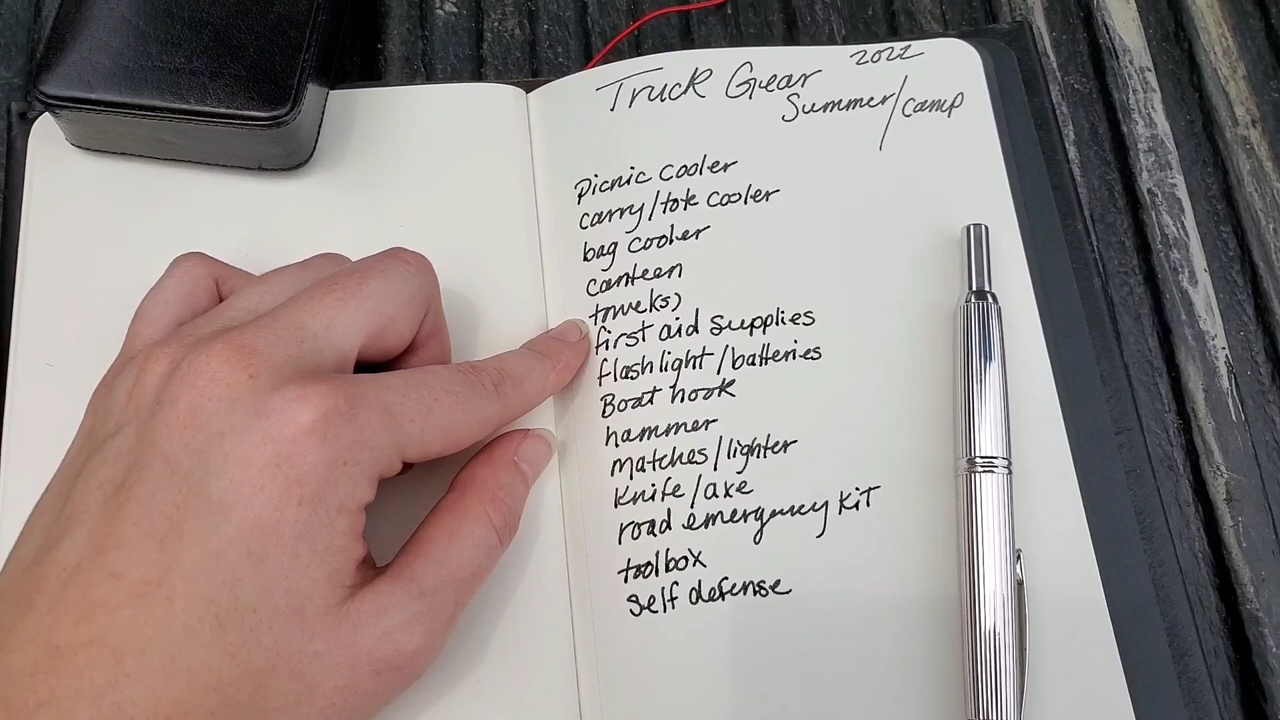 Truck Gear 2022
Summer/camp
picnic cooler
carry/tote cooler
bag cooler
canteen
towel(s)
first aid supplies
flashlight/batteries
Boat hook
hammer
matches/lighter
knife/axe
road emergency kit
toolbox
self defense